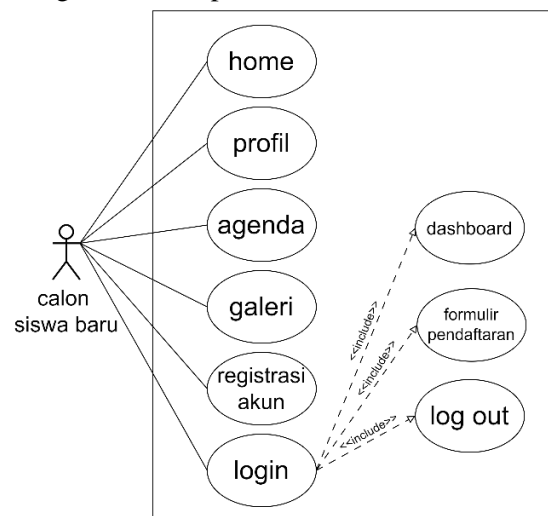 home
profil
agenda
galeri
registrasi
akun
login
calon
siswa baru
dashboard
formulir
pendaftaran
log out
<<include>>
<<include>>
<<include>>